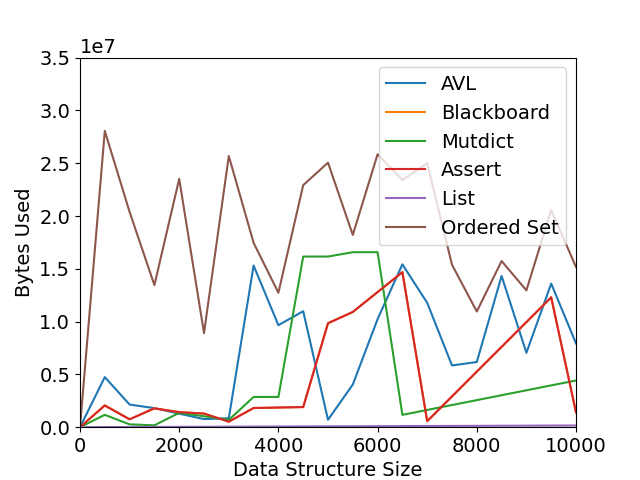 1e7
3.5
3.0
2.5
2.0
1.5
1.0
0.5
0.0
Bytes Used
AVL
Blackboard
Mutdict
Assert
List
Ordered Set
0 2000 4000 6000 8000 10000
Data Structure Size